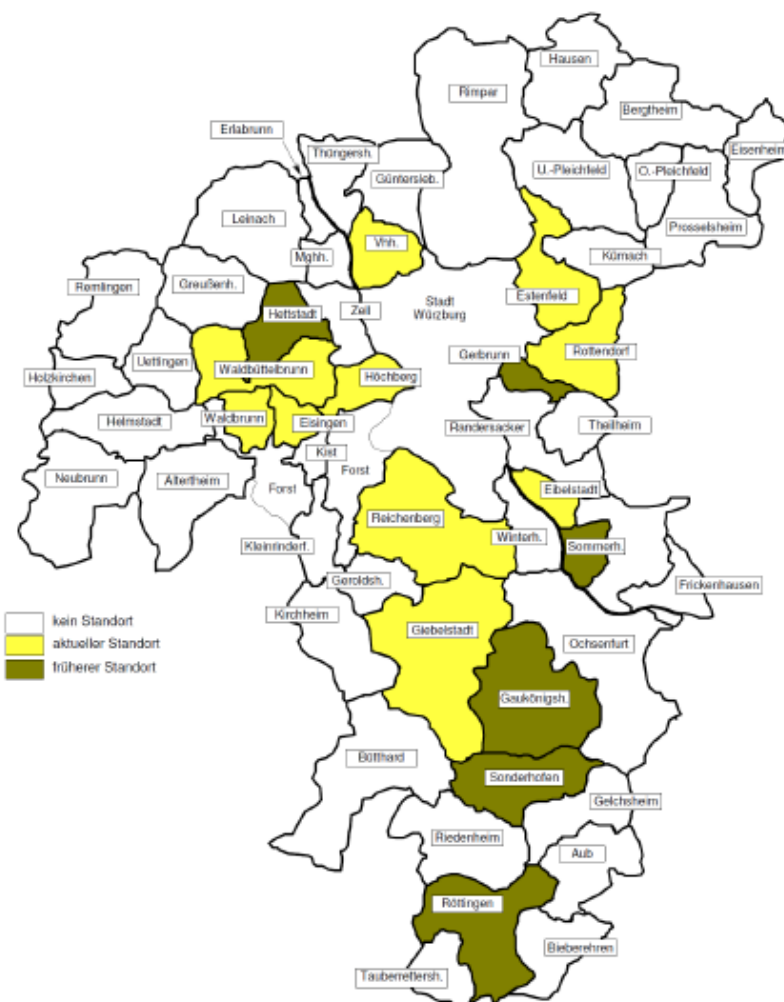 Hausen
Rimpar
Bergtheim
Erlabrunn
Thüngersh.
Eisenheim
U.-Pleichfeld
O.-Pleichfeld
Güntersleb.
Leinach
Prosselsheim
Vhh.
Mghh.
Kürnach
Remlingen
Greußenh.
Estenfeld
Stadt
Würzburg
Zell
Hettstadt
Rottendorf
Gerbrunn
Uettingen
Waldbüttelbrunn
Holzkirchen
Höchberg
Helmstadt
Waldbrunn
Eisingen
Randersacker
Theilheim
Kist
Neubrunn
Altertheim
Forst
Forst
Eibelstadt
Reichenberg
Kleinrinderf.
Winterh.
Sommerh.
Geroldsh.
Frickenhausen
Kirchheim
kein Standort
Giebelstadt
aktueller Standort
Ochsenfurt
früherer Standort
Gaukönigsh.
Bütthard
Sonderhofen
Gelchsheim
Riedenheim
Aub
Röttingen
Bieberehren
Tauberrettersh.